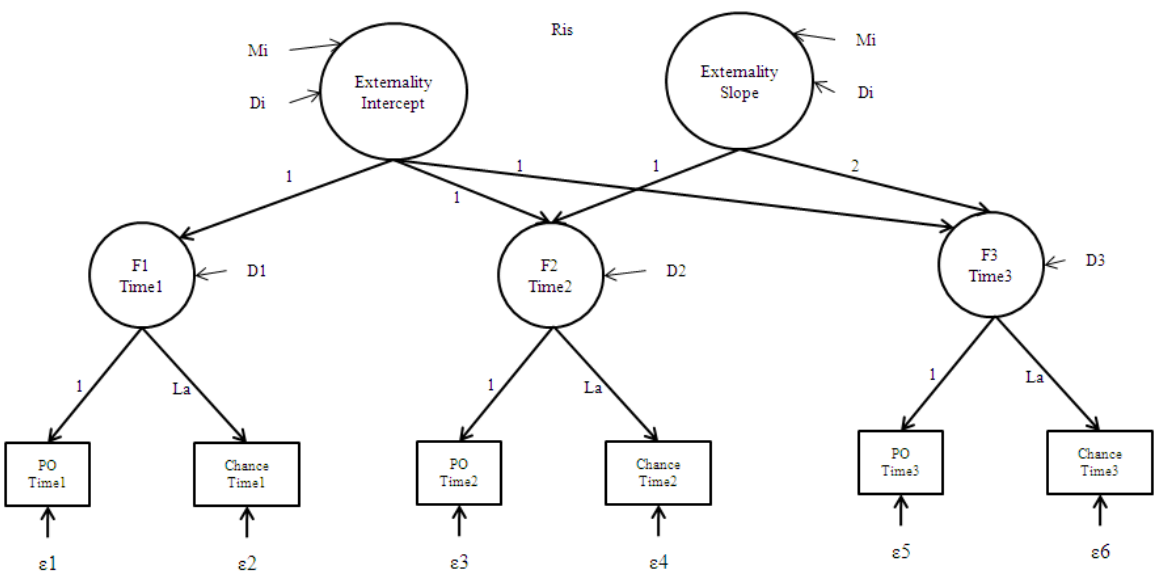 Ris
Mi
Mi
Externality
Intercept
Externality
Slope
Di
Di
1
1
1
1
2
F1
Time1
D1
F2
Time2
D2
F3
Time3
D3
1
La
1
La
1
La
PO
Time1
Chance
Time1
PO
Time2
Chance
Time2
PO
Time3
Chance
Time3
ε1
ε2
ε3
ε4
ε5
ε6